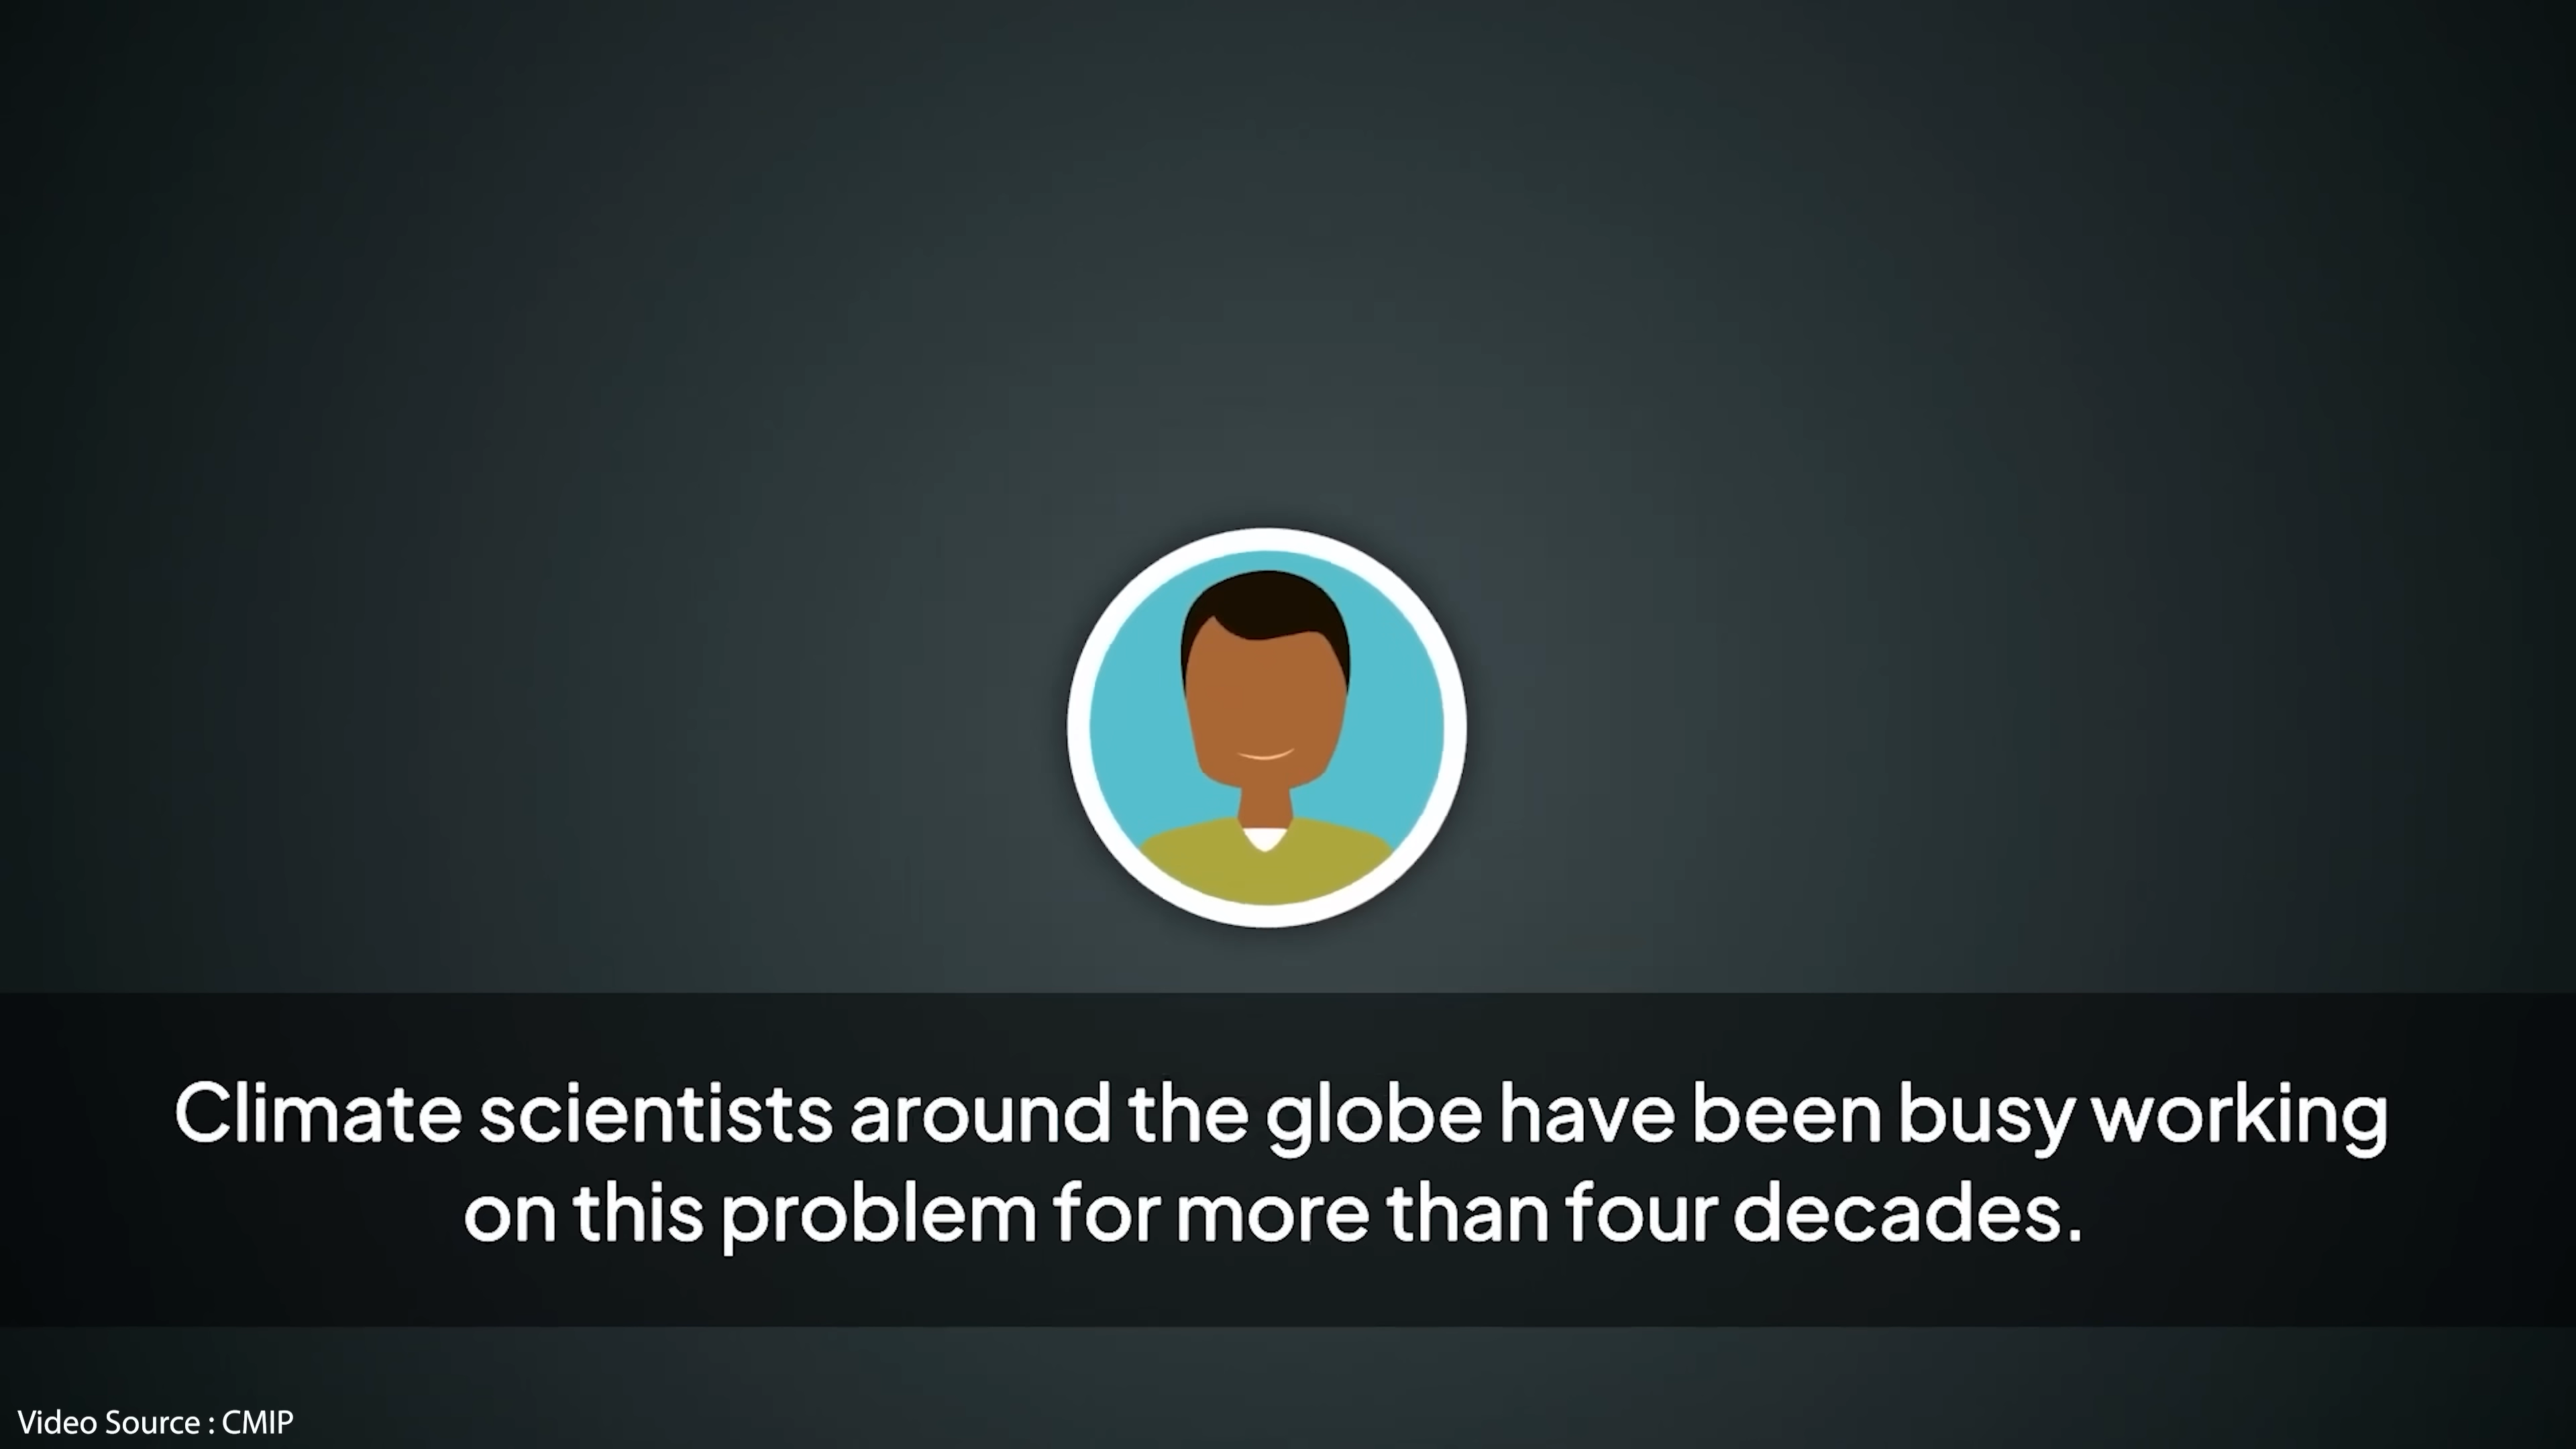 Climate scientists around the globe have been busy working
on this problem for more than four decades.
Video Source : CMIP